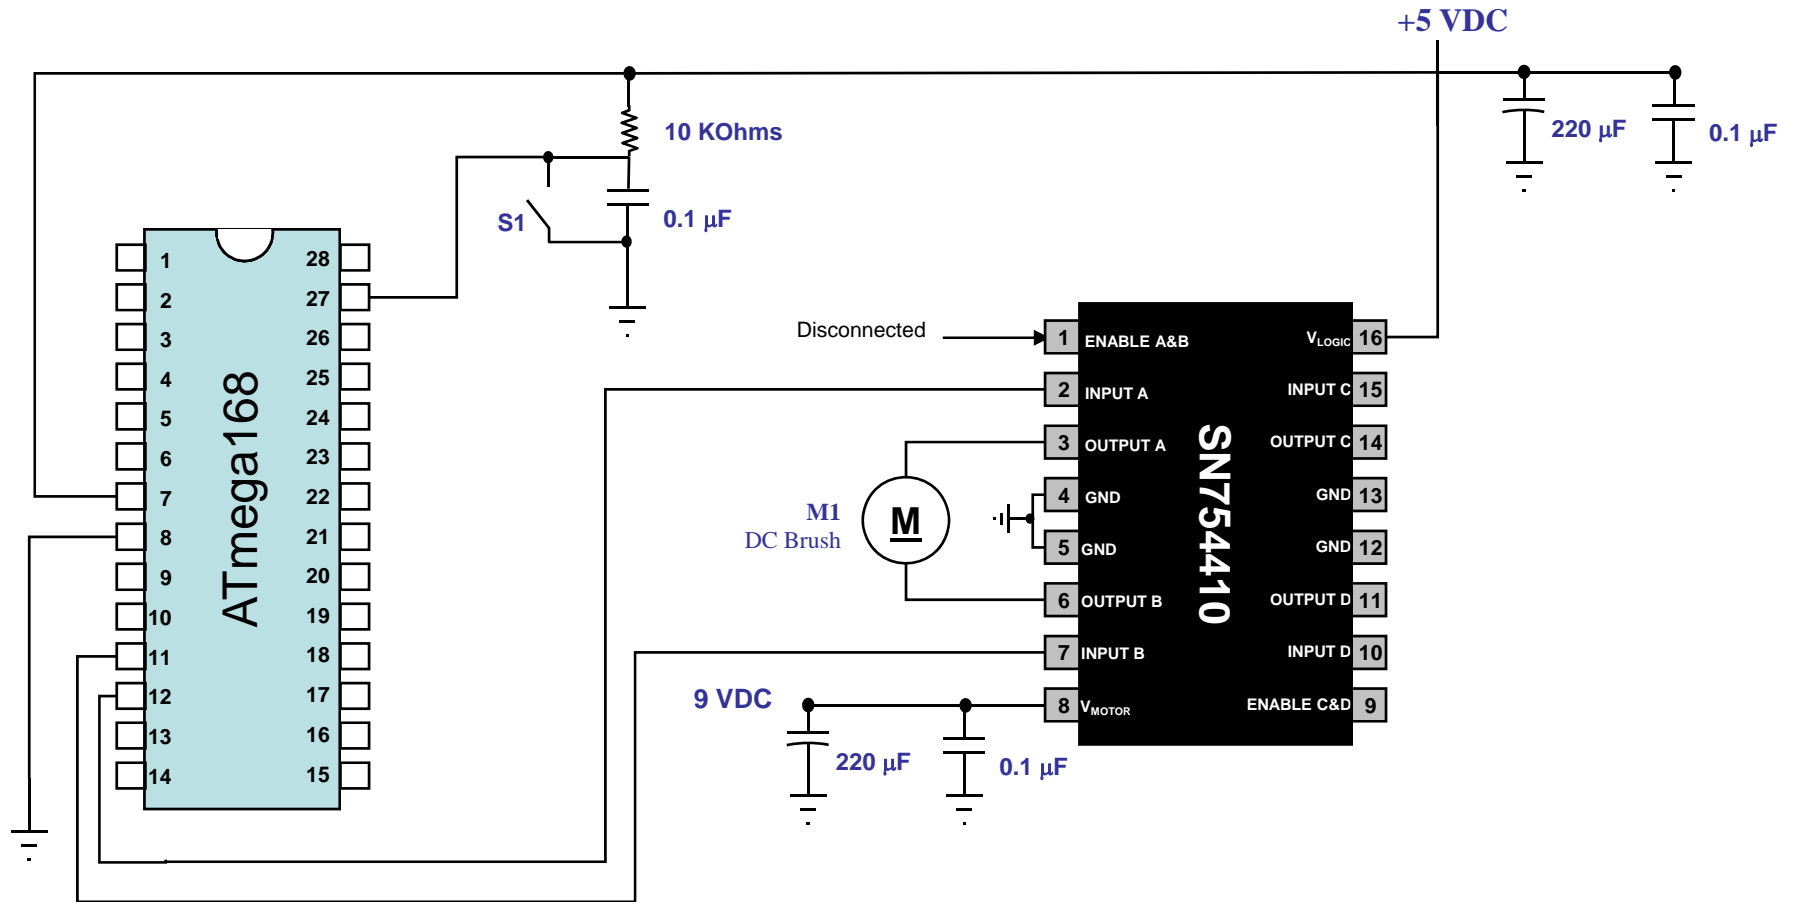 +5 VDC
10 KOhms
220 µF
0.1 µF
S1
0.1 µF
ATmega168
1
2
3
4
5
6
7
8
9
10
11
12
13
14
28
27
26
25
24
23
22
21
20
19
18
17
16
15
Disconnected
M1
DC Brush
M
9 VDC
220 µF
0.1 µF
SN754410
1 ENABLE A&B
2 INPUT A
3 OUTPUT A
4 GND
5 GND
6 OUTPUT B
7 INPUT B
8 VMOTOR
VLOGIC 16
INPUT C 15
OUTPUT C 14
GND 13
GND 12
OUTPUT D 11
INPUT D 10
ENABLE C&D 9